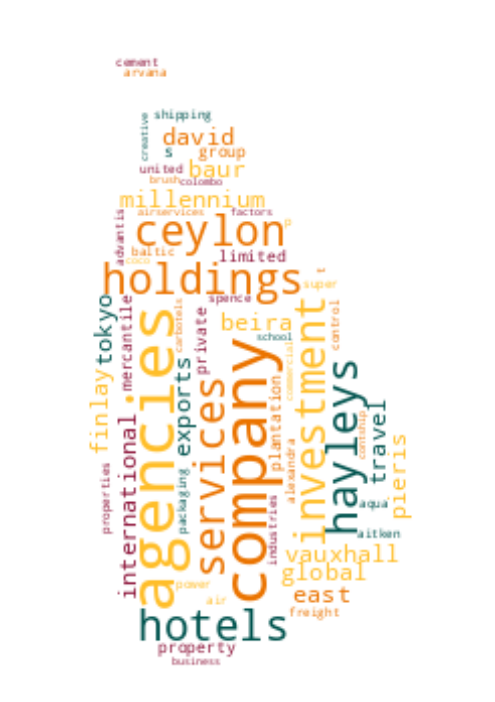 cement
arvana
creative
shipping
david
s
group
united
baur
brush
colombo
millennium
advantis
airservices
factors
ceylon
p
baltic
coco
limited
holdings
t
super
tokyo
mercantile
spence
carbotels
private
beira
school
control
agencies
company
commercial
investment
hayleys
finlay
exports
services
plantation
contship
travel
international
alexandra
pieris
properties
packaging
industries
aqua
aitken
vauxhall
global
power
air
east
freight
hotels
property
business